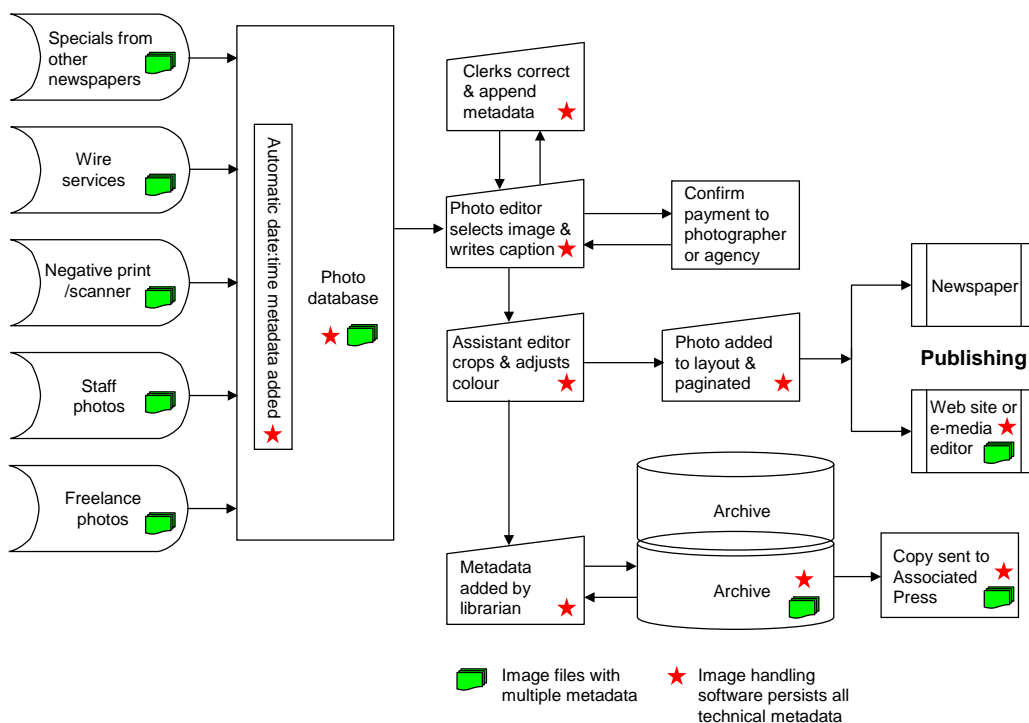 Specials from
other
newspapers
Wire
services
Negative print
/scanner
Staff
photos
Freelance
photos
Automatic date:time metadata added
Photo
database
Clerks correct
& append
metadata
Photo editor
selects image &
writes caption
Confirm
payment to
photographer
or agency
Assistant editor
crops & adjusts
colour
Photo added
to layout &
paginated
Newspaper
Publishing
Web site or
e-media
editor
Metadata
added by
librarian
Archive
Archive
Copy sent to
Associated
Press
Image files with
multiple metadata
Image handling
software persists all
technical metadata